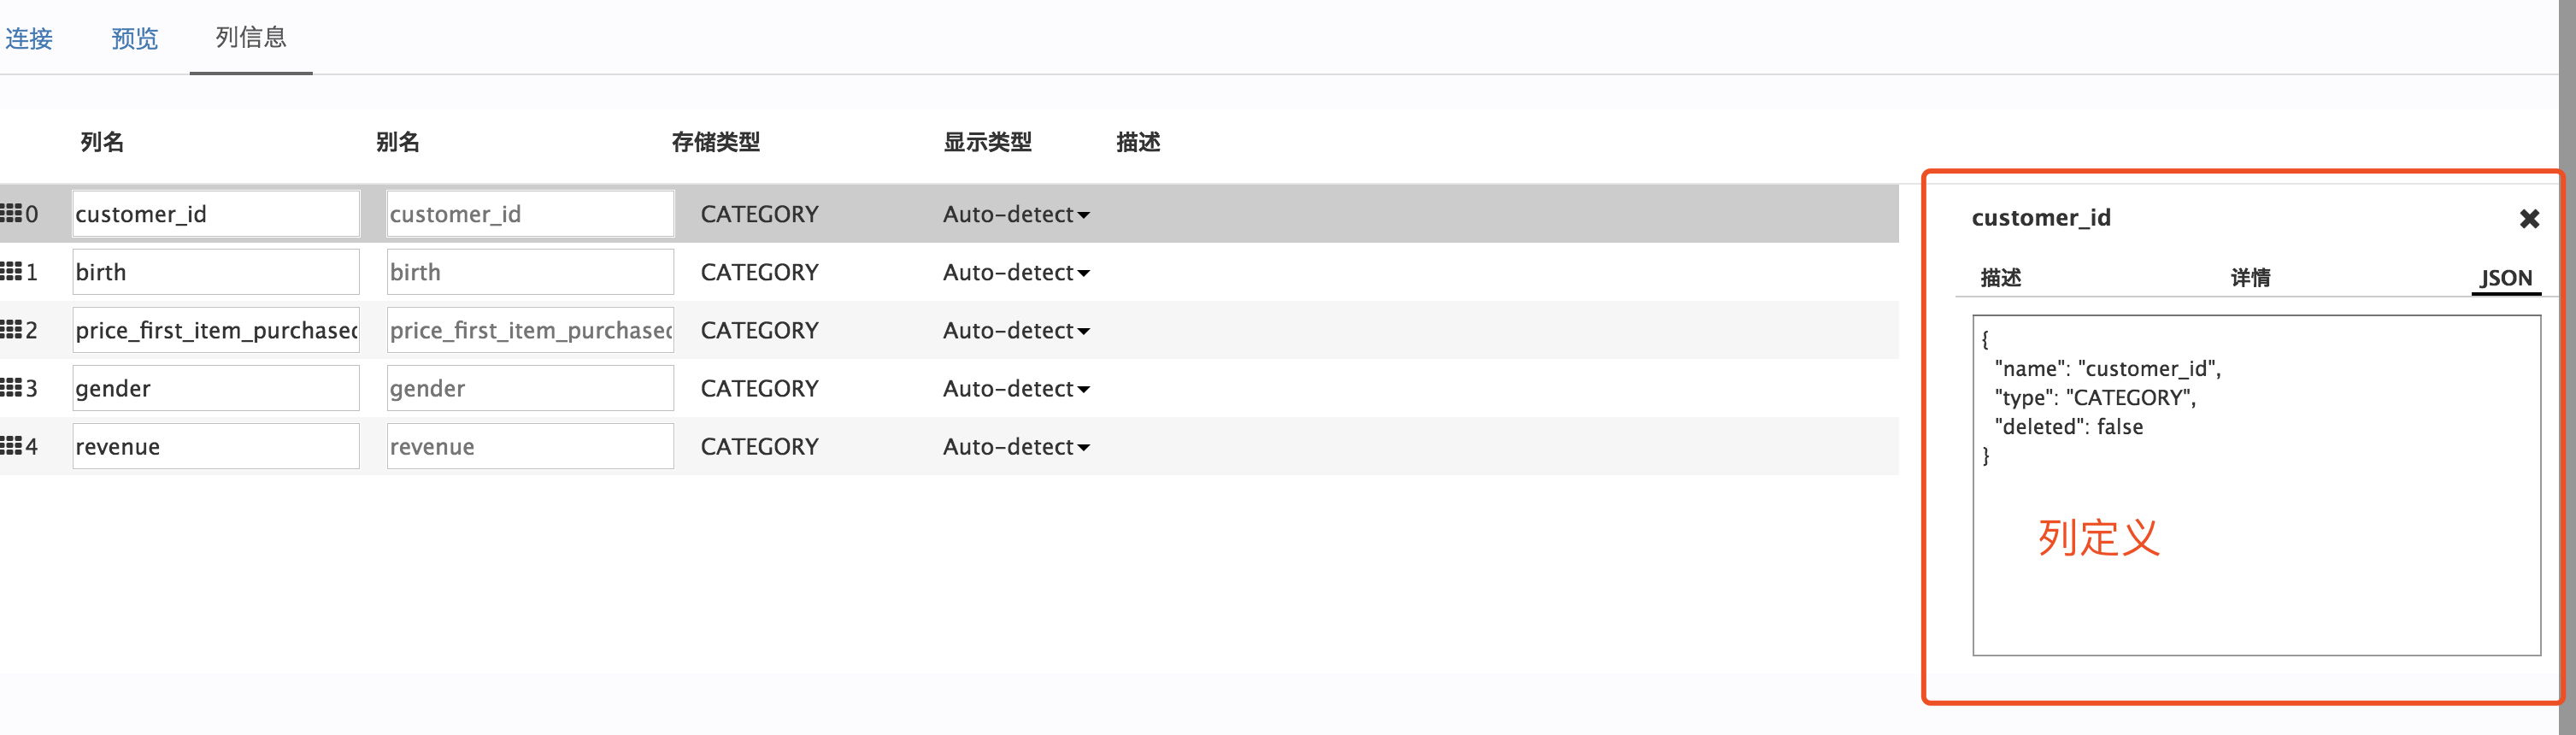 连接 预览 列信息
列名 别名 存储类型 显示类型 描述
0 customer_id customer_id CATEGORY Auto-detect
1 birth birth CATEGORY Auto-detect
2 price_first_item_purchased price_first_item_purchased CATEGORY Auto-detect
3 gender gender CATEGORY Auto-detect
4 revenue revenue CATEGORY Auto-detect
customer_id
描述 详情 JSON
{
"name": "customer_id",
"type": "CATEGORY",
"deleted": false
}
列定义